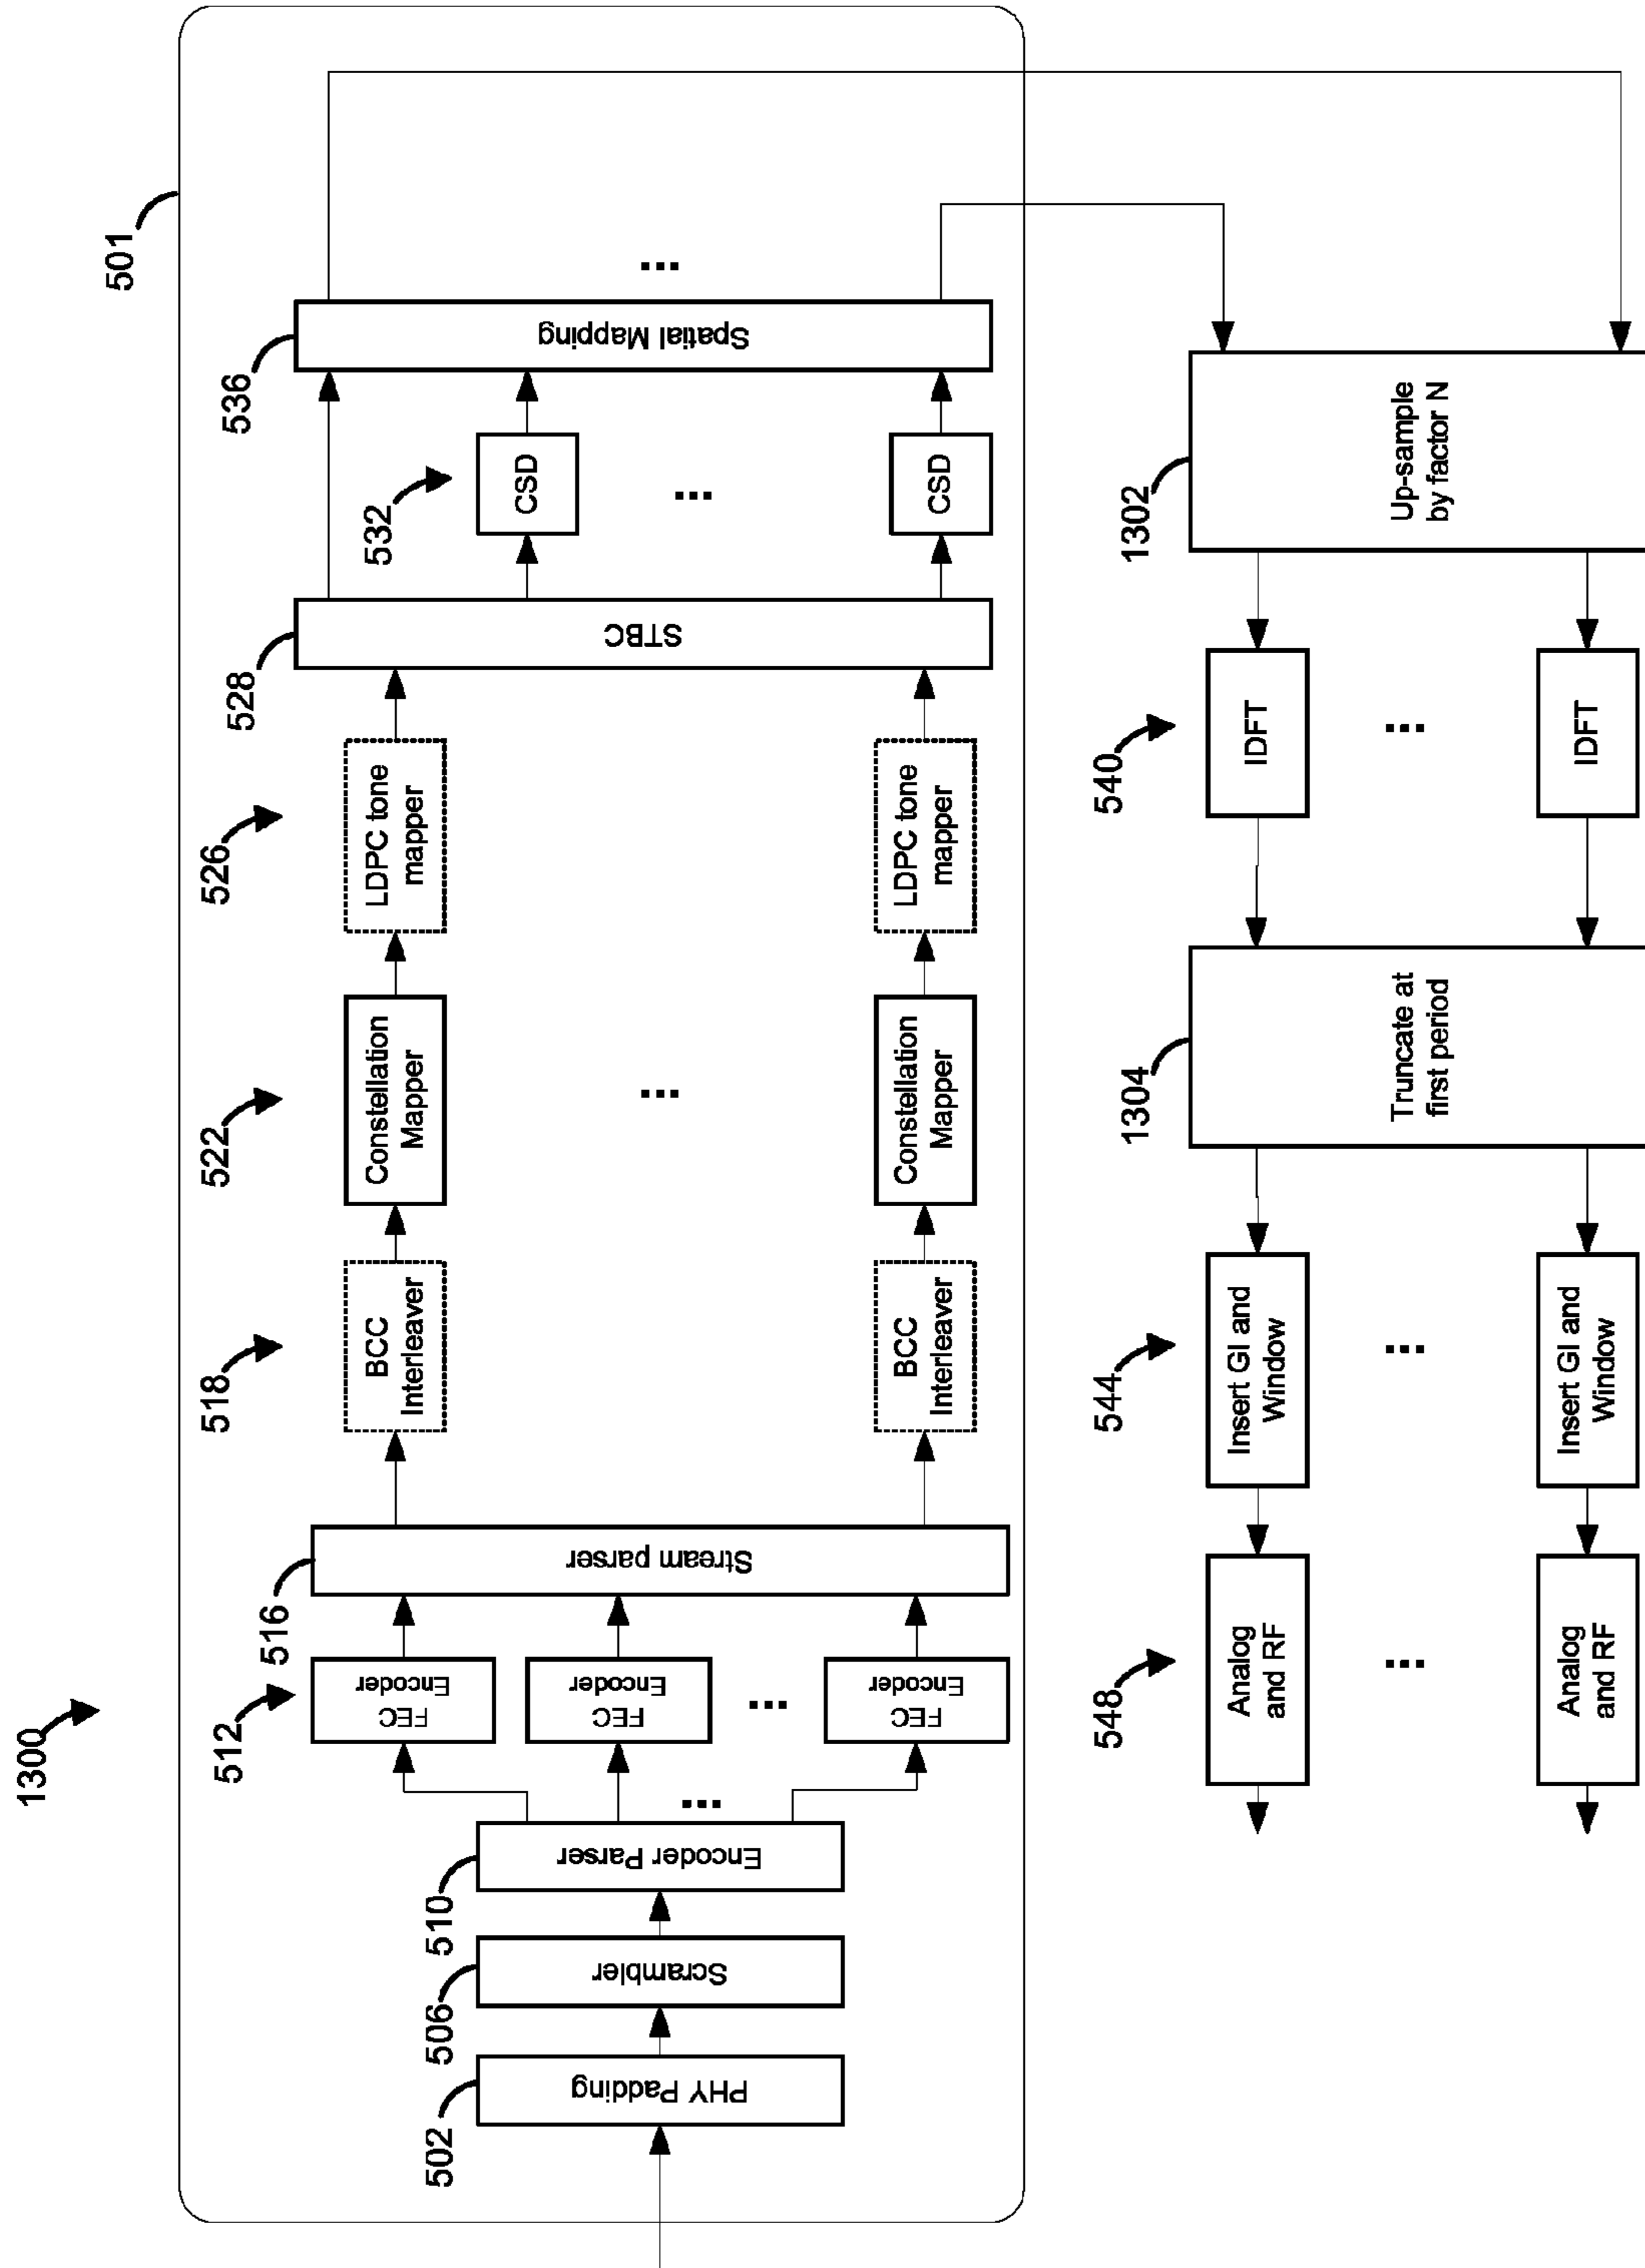 1300
501
502
PHY Padding
506
Scrambler
510
Encoder Parser
...
512
FEC
Encoder
FEC
Encoder
...
FEC
Encoder
516
Stream parser
518
BCC
Interleaver
BCC
Interleaver
522
Constellation
Mapper
...
Constellation
Mapper
526
LDPC tone
mapper
LDPC tone
mapper
528
STBC
532
CSD
...
CSD
536
Spatial Mapping
...
548
Analog
and RF
...
Analog
and RF
544
Insert GI and
Window
...
Insert GI and
Window
1304
Truncate at
first period
540
IDFT
...
IDFT
1302
Up-sample
by factor N